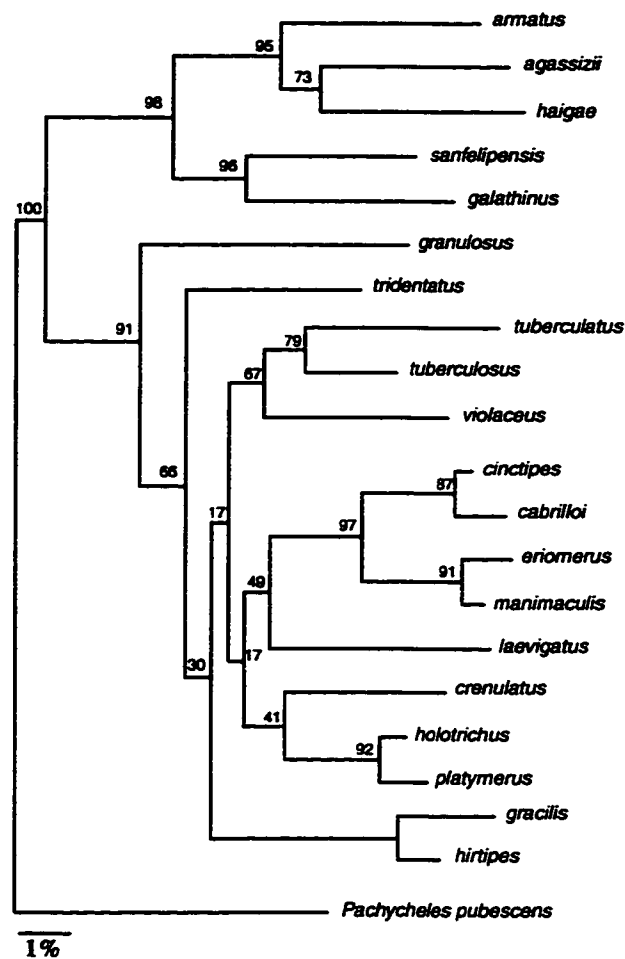 armatus
95
agassizii
73
98
haigae
sanfelipensis
96
galathinus
100
granulosus
tridentatus
91
tuberculatus
79
tuberculosus
67
violaceus
66
cinctipes
87
cabrilloi
17
97
eriomerus
91
49
manimaculis
laevigatus
17
30
crenulatus
41
holotrichus
92
platymerus
gracilis
hirtipes
Pachycheles pubescens
1%